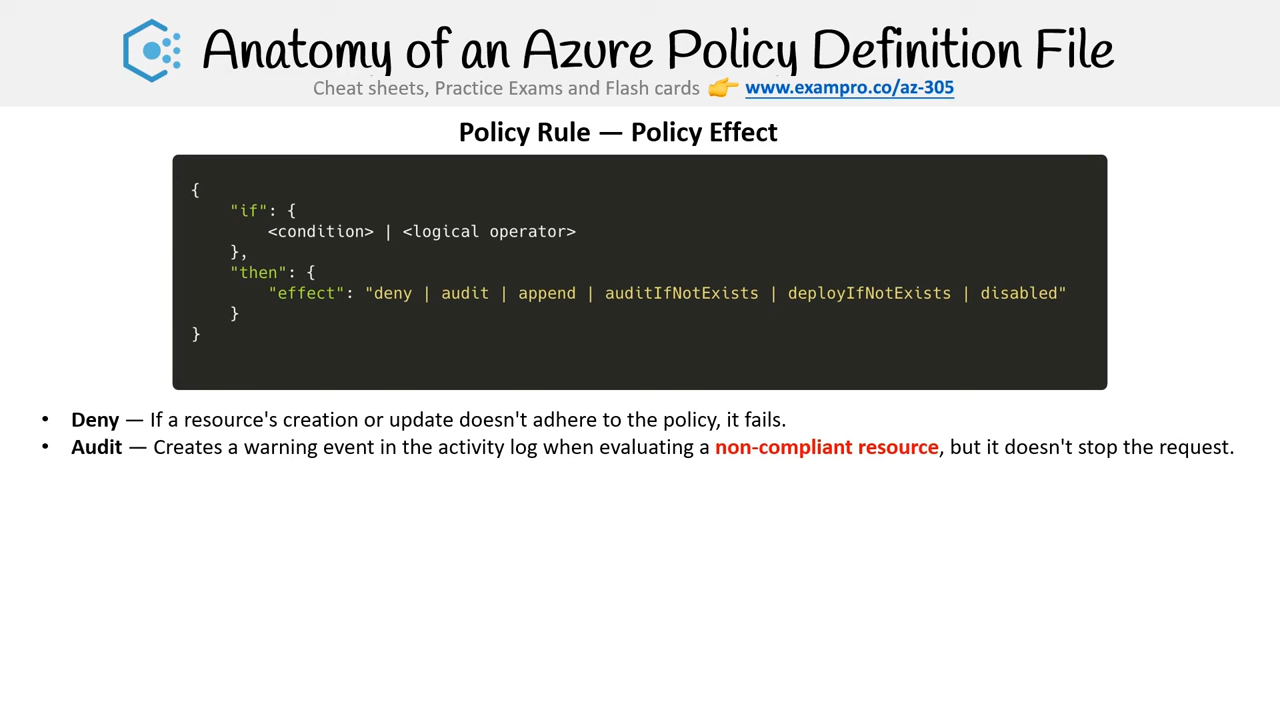 Anatomy of an Azure Policy Definition File
Cheat sheets, Practice Exams and Flash cards 👉 www.exampro.co/az-305
Policy Rule — Policy Effect
{
    "if": {
        <condition> | <logical operator>
    },
    "then": {
        "effect": "deny | audit | append | auditIfNotExists | deployIfNotExists | disabled"
    }
}
• Deny — If a resource's creation or update doesn't adhere to the policy, it fails.
• Audit — Creates a warning event in the activity log when evaluating a non-compliant resource, but it doesn't stop the request.